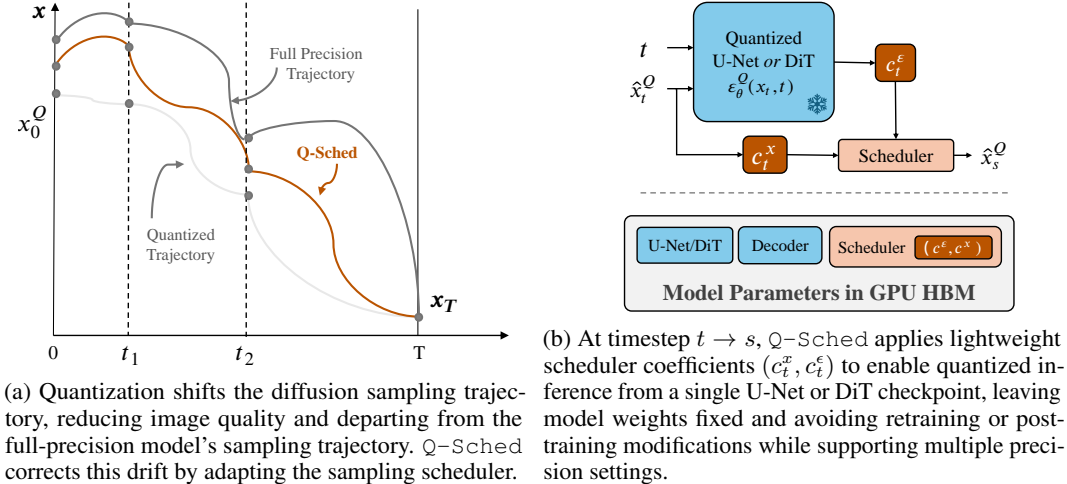 x
Full Precision
Trajectory
x_0^Q
Q-Sched
Quantized
Trajectory
x_T
0
t_1
t_2
T
(a) Quantization shifts the diffusion sampling trajec-
tory, reducing image quality and departing from the
full-precision model's sampling trajectory. Q-Sched
corrects this drift by adapting the sampling scheduler.
t
x̂_t^Q
Quantized
U-Net or DiT
ε_θ^Q(x_t, t)
c_t^ε
c_t^x
Scheduler
x̂_s^Q
U-Net/DiT
Decoder
Scheduler
(c^ε, c^x)
Model Parameters in GPU HBM
(b) At timestep t → s, Q-Sched applies lightweight
scheduler coefficients (c_t^x, c_t^ϵ) to enable quantized in-
ference from a single U-Net or DiT checkpoint, leaving
model weights fixed and avoiding retraining or post-
training modifications while supporting multiple preci-
sion settings.